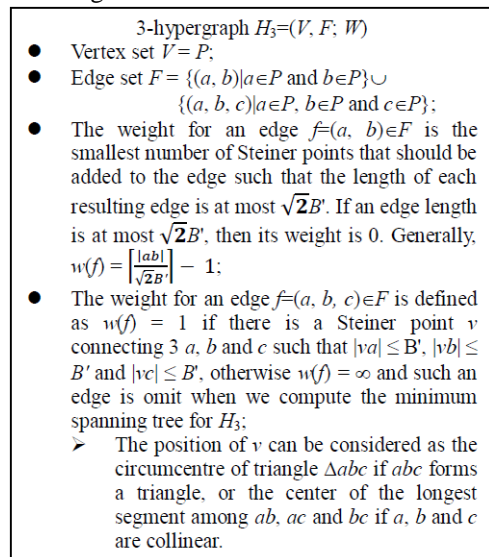 3-hypergraph H₃=(V, F; W)
● Vertex set V= P;
● Edge set F = {(a, b)|a∈P and b∈P}∪
{(a, b, c)|a∈P, b∈P and c∈P};
● The weight for an edge f=(a, b)∈F is the
smallest number of Steiner points that should be
added to the edge such that the length of each
resulting edge is at most √2B'. If an edge length
is at most √2B', then its weight is 0. Generally,
w(f) = ⌈|ab|/√2B'⌉ − 1;
● The weight for an edge f=(a, b, c)∈F is defined
as w(f) = 1 if there is a Steiner point v
connecting 3 a, b and c such that |va| ≤ B', |vb| ≤
B' and |vc| ≤ B', otherwise w(f) = ∞ and such an
edge is omit when we compute the minimum
spanning tree for H₃;
➢ The position of v can be considered as the
circumcentre of triangle Δabc if abc forms
a triangle, or the center of the longest
segment among ab, ac and bc if a, b and c
are collinear.